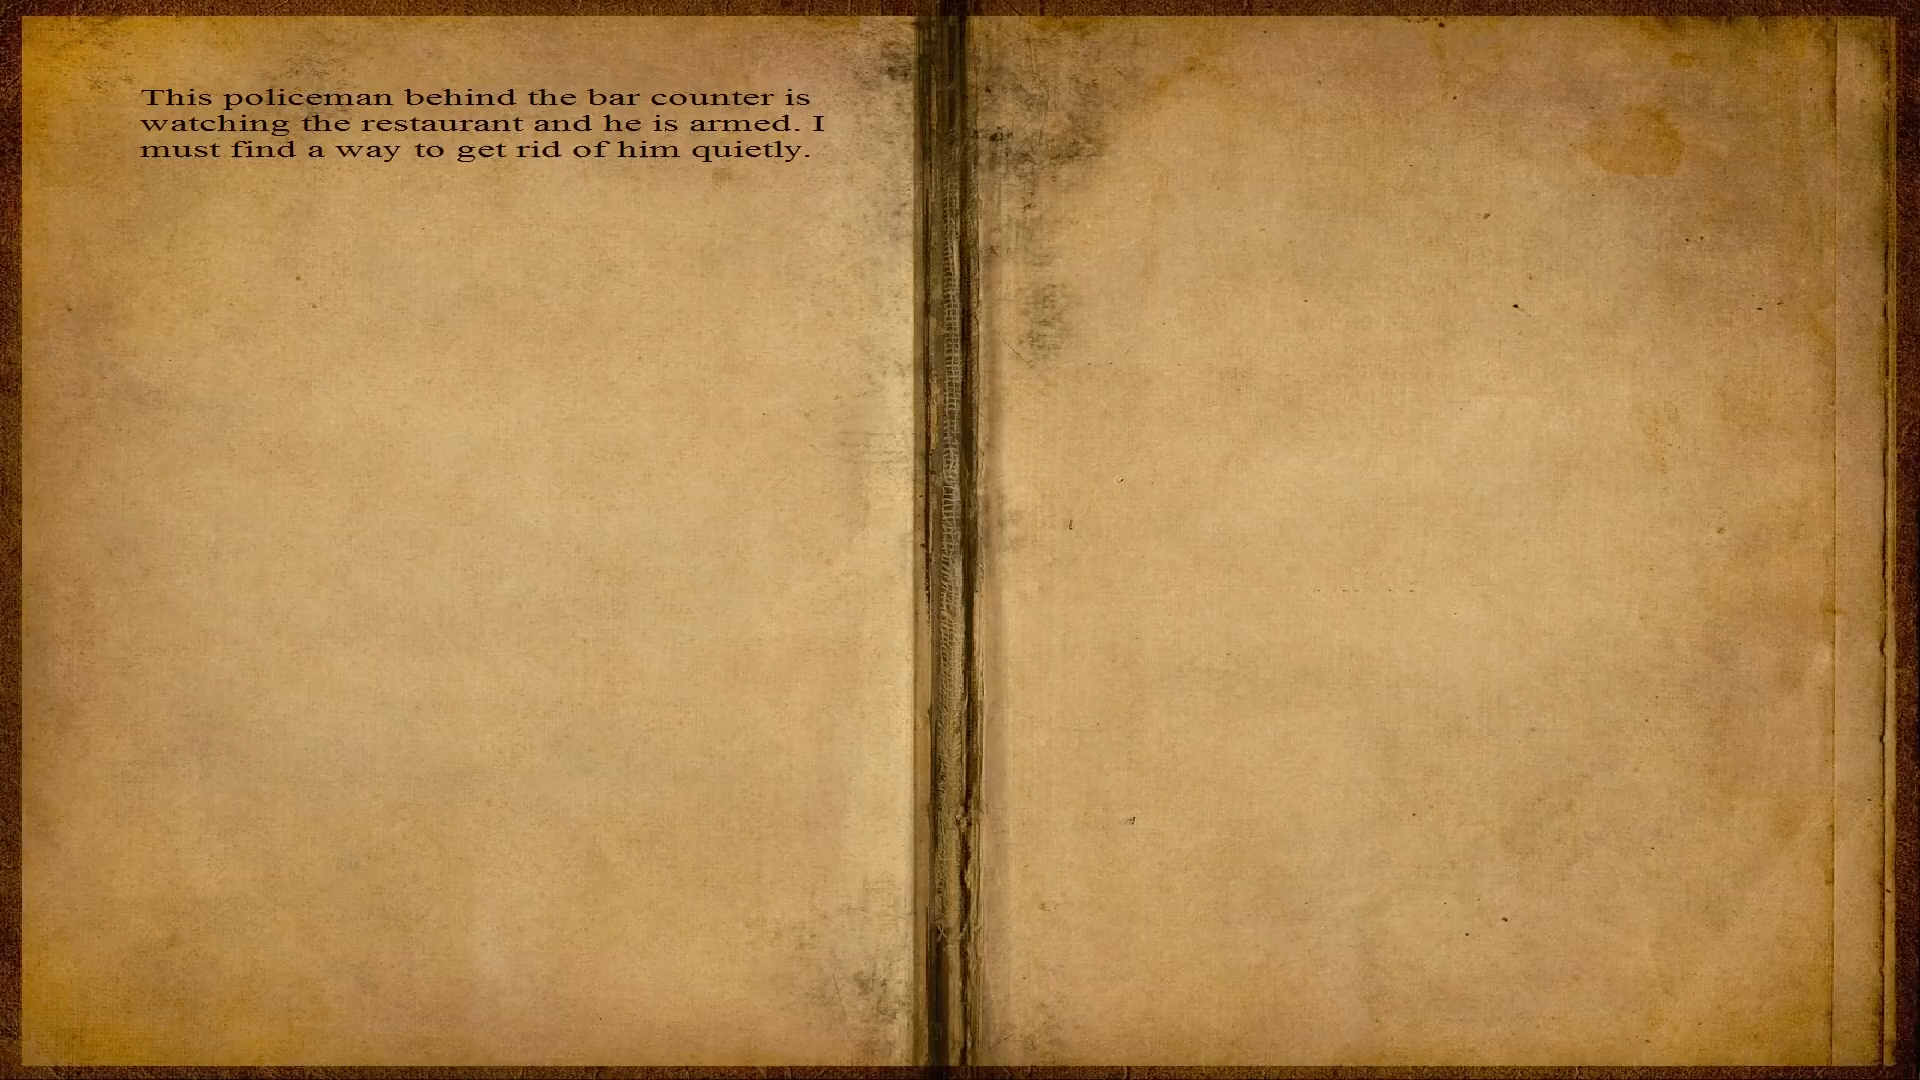 This policeman behind the bar counter is
watching the restaurant and he is armed. I
must find a way to get rid of him quietly.